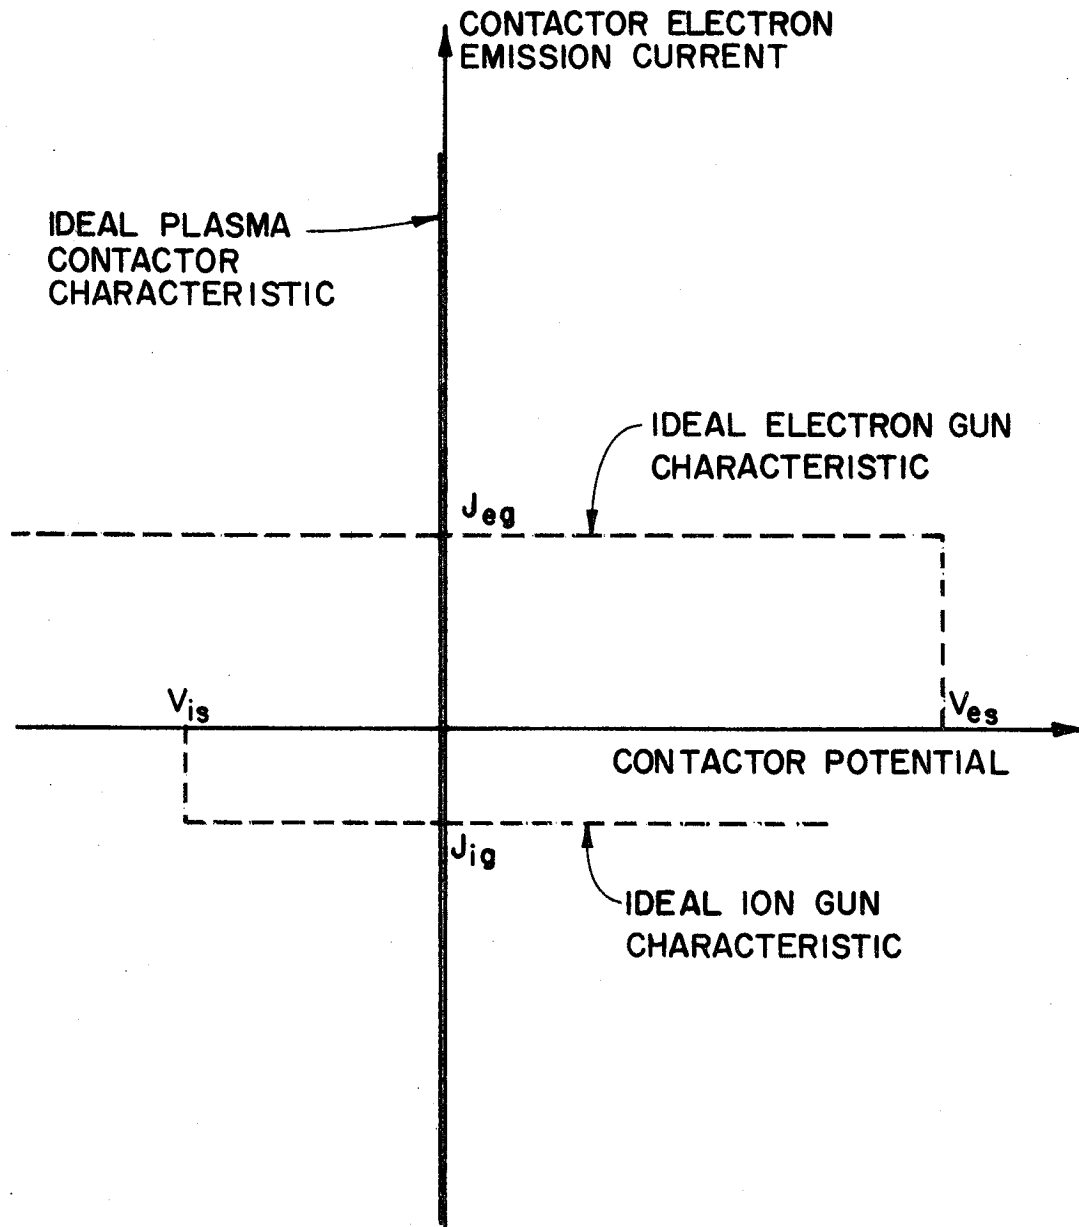 CONTACTOR ELECTRON
EMISSION CURRENT
IDEAL PLASMA
CONTACTOR
CHARACTERISTIC
IDEAL ELECTRON GUN
CHARACTERISTIC
Jeg
Vis
Ves
CONTACTOR POTENTIAL
Jig
IDEAL ION GUN
CHARACTERISTIC